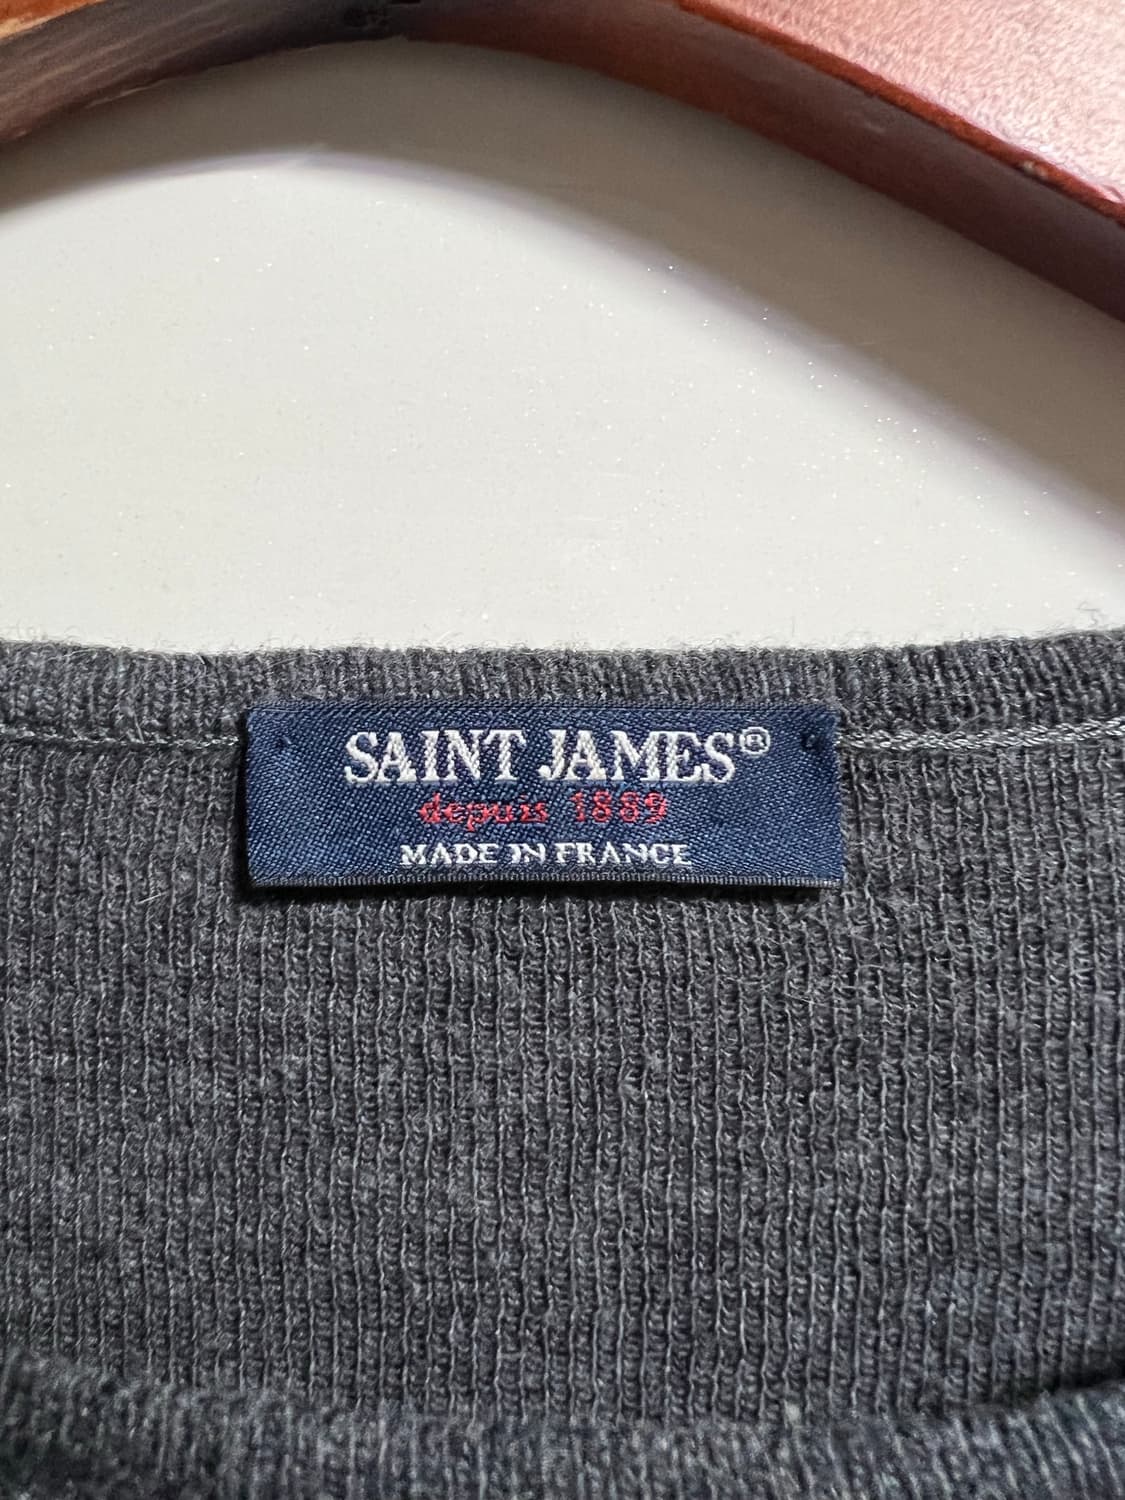 SAINT JAMES®
depuis 1889
MADE IN FRANCE